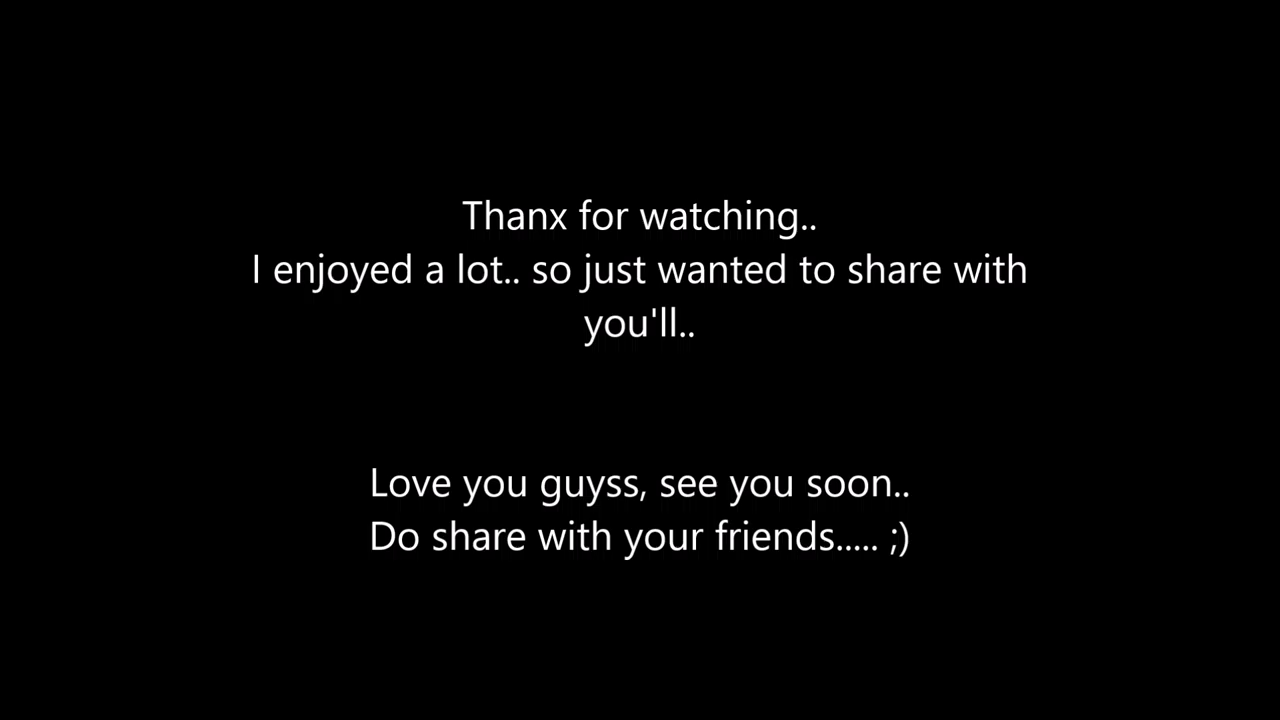 Thanx for watching..
I enjoyed a lot.. so just wanted to share with
you'll..
Love you guyss, see you soon..
Do share with your friends..... ;)